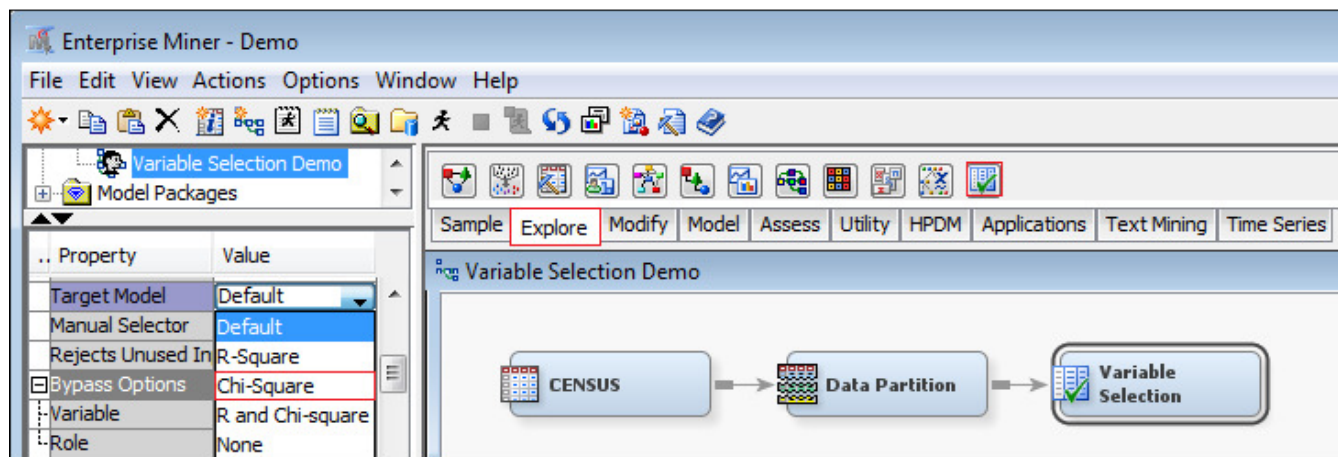 Enterprise Miner - Demo
File Edit View Actions Options Window Help
Variable Selection Demo
Model Packages
.. Property Value
Target Model Default
Manual Selector Default
Rejects Unused In R-Square
Bypass Options Chi-Square
Variable R and Chi-square
Role None
Sample Explore Modify Model Assess Utility HPDM Applications Text Mining Time Series
Variable Selection Demo
CENSUS
Data Partition
Variable
Selection